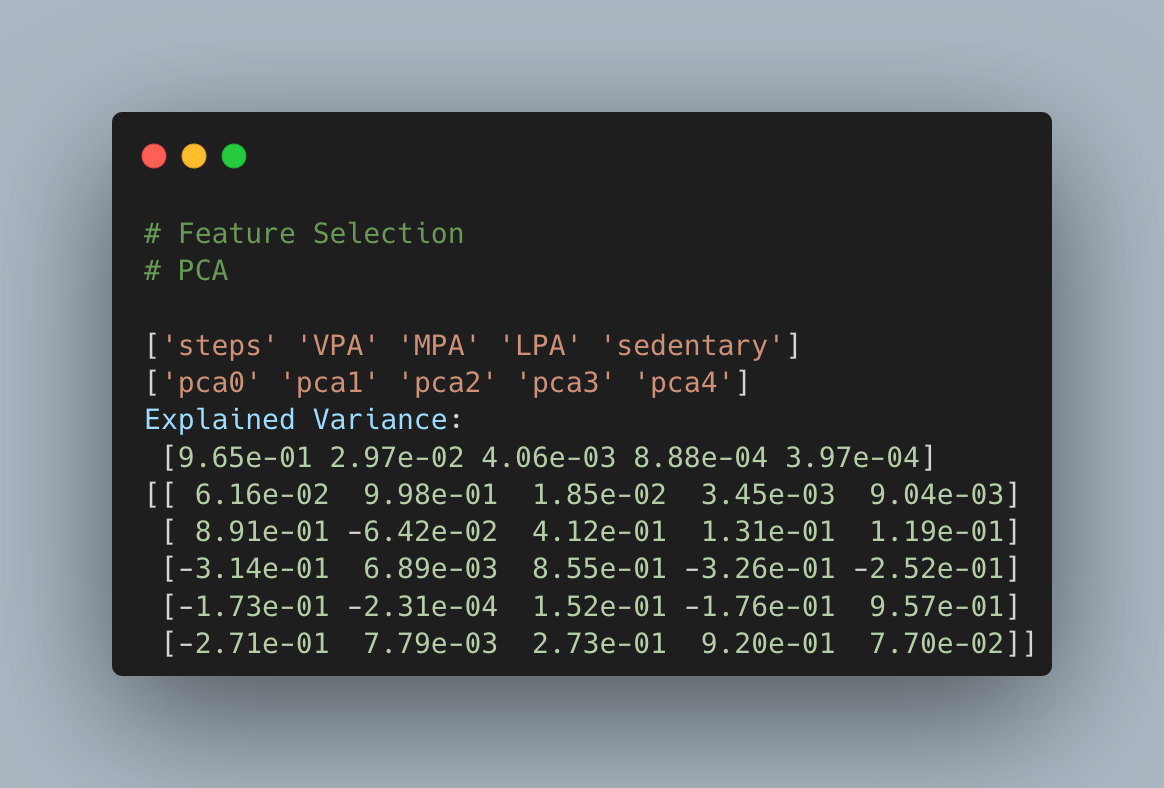 # Feature Selection
# PCA
['steps' 'VPA' 'MPA' 'LPA' 'sedentary']
['pca0' 'pca1' 'pca2' 'pca3' 'pca4']
Explained Variance:
[9.65e-01 2.97e-02 4.06e-03 8.88e-04 3.97e-04]
[[ 6.16e-02  9.98e-01  1.85e-02  3.45e-03  9.04e-03]
[ 8.91e-01 -6.42e-02  4.12e-01  1.31e-01  1.19e-01]
[-3.14e-01  6.89e-03  8.55e-01 -3.26e-01 -2.52e-01]
[-1.73e-01 -2.31e-04  1.52e-01 -1.76e-01  9.57e-01]
[-2.71e-01  7.79e-03  2.73e-01  9.20e-01  7.70e-02]]